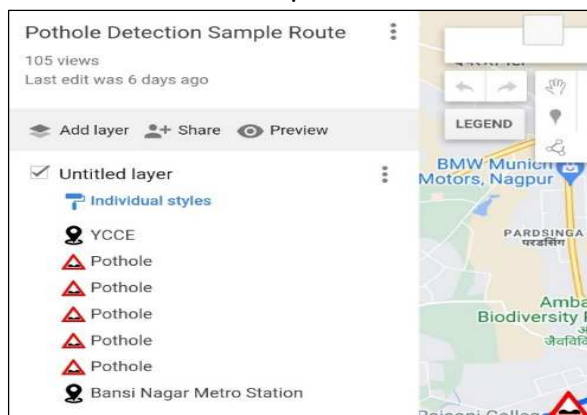 Pothole Detection Sample Route
105 views
Last edit was 6 days ago
Add layer
Share
Preview
Untitled layer
Individual styles
YCCE
Pothole
Pothole
Pothole
Pothole
Pothole
Bansi Nagar Metro Station
LEGEND
BMW Munich
Motors, Nagpur
PARDSINGA
परडसिंग
Amba
Biodiversity
जैववि